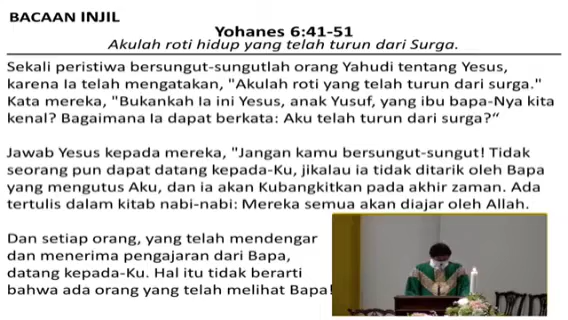 BACAAN INJIL
Yohanes 6:41-51
Akulah roti hidup yang telah turun dari Surga.
Sekali peristiwa bersungut-sungutlah orang Yahudi tentang Yesus,
karena Ia telah mengatakan, "Akulah roti yang telah turun dari surga."
Kata mereka, "Bukankah Ia ini Yesus, anak Yusuf, yang ibu bapa-Nya kita
kenal? Bagaimana Ia dapat berkata: Aku telah turun dari surga?“
Jawab Yesus kepada mereka, "Jangan kamu bersungut-sungut! Tidak
seorang pun dapat datang kepada-Ku, jikalau ia tidak ditarik oleh Bapa
yang mengutus Aku, dan ia akan Kubangkitkan pada akhir zaman. Ada
tertulis dalam kitab nabi-nabi: Mereka semua akan diajar oleh Allah.
Dan setiap orang, yang telah mendengar
dan menerima pengajaran dari Bapa,
datang kepada-Ku. Hal itu tidak berarti
bahwa ada orang yang telah melihat Bapa!